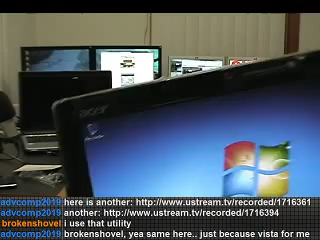 acer
advcomp2019 here is another: http://www.ustream.tv/recorded/1716361
advcomp2019 another: http://www.ustream.tv/recorded/1716394
brokenshovel i use that utility
advcomp2019 brokenshovel, yea same here.. just because vista for me